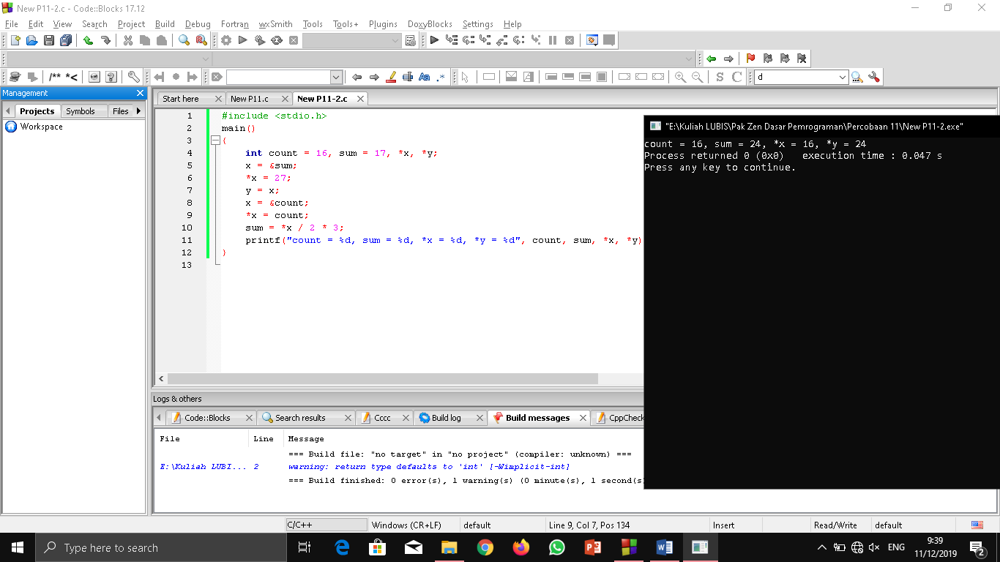 New P11-2.c - Code::Blocks 17.12
File Edit View Search Project Build Debug Fortran wxSmith Tools Tools+ Plugins DoxyBlocks Settings Help
/** *<
Aa .*
S C d
Management
Projects Symbols Files
Workspace
Start here New P11.c New P11-2.c
1 #include <stdio.h>
2 main()
3 {
4 int count = 16, sum = 17, *x, *y;
5 x = &sum;
6 *x = 27;
7 y = x;
8 x = &count;
9 *x = count;
10 sum = *x / 2 * 3;
11 printf("count = %d, sum = %d, *x = %d, *y = %d", count, sum, *x, *y)
12 }
13
"E:\Kuliah LUBIS\Pak Zen Dasar Pemrograman\Percobaan 11\New P11-2.exe"
count = 16, sum = 24, *x = 16, *y = 24
Process returned 0 (0x0)   execution time : 0.047 s
Press any key to continue.
Logs & others
Code::Blocks Search results Cccc Build log Build messages CppCheck
File Line Message
=== Build file: "no target" in "no project" (compiler: unknown) ===
E:\Kuliah LUBI... 2 warning: return type defaults to 'int' [-Wimplicit-int]
=== Build finished: 0 error(s), 1 warning(s) (0 minute(s), 1 second(s)
C/C++ Windows (CR+LF) default Line 9, Col 7, Pos 134 Insert Read/Write default
Type here to search
ENG
9:39
11/12/2019
2